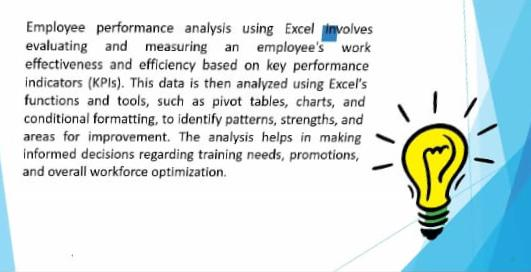 Employee performance analysis using Excel involves
evaluating and measuring an employee's work
effectiveness and efficiency based on key performance
indicators (KPIs). This data is then analyzed using Excel's
functions and tools, such as pivot tables, charts, and
conditional formatting, to identify patterns, strengths, and
areas for improvement. The analysis helps in making
informed decisions regarding training needs, promotions,
and overall workforce optimization.